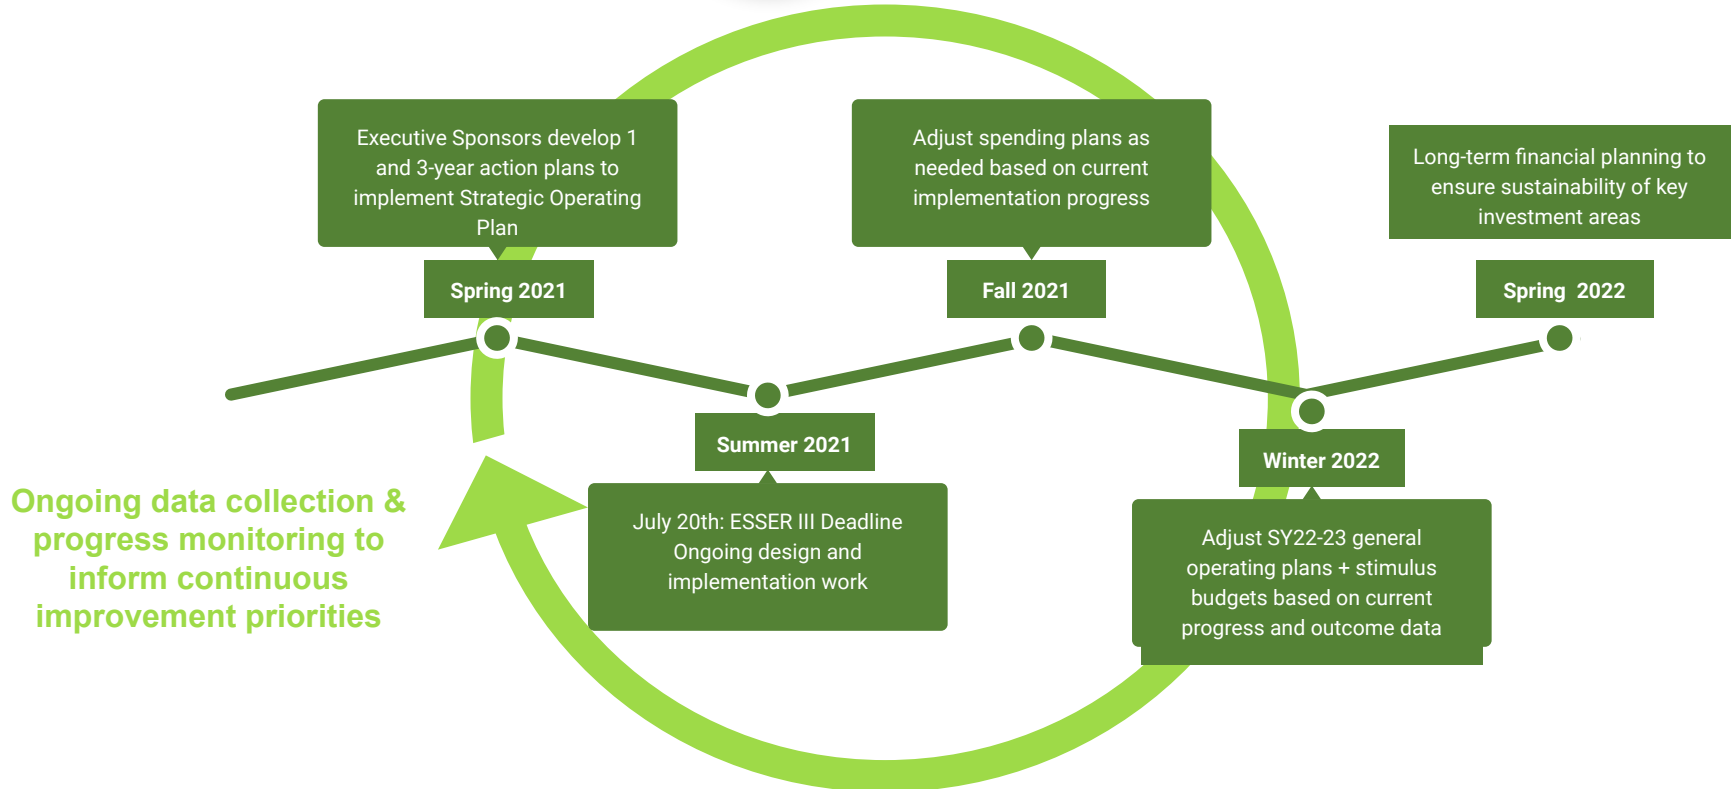 Executive Sponsors develop 1
and 3-year action plans to
implement Strategic Operating
Plan
Spring 2021
Adjust spending plans as
needed based on current
implementation progress
Fall 2021
Long-term financial planning to
ensure sustainability of key
investment areas
Spring  2022
Summer 2021
July 20th: ESSER III Deadline
Ongoing design and
implementation work
Winter 2022
Adjust SY22-23 general
operating plans + stimulus
budgets based on current
progress and outcome data
Ongoing data collection &
progress monitoring to
inform continuous
improvement priorities